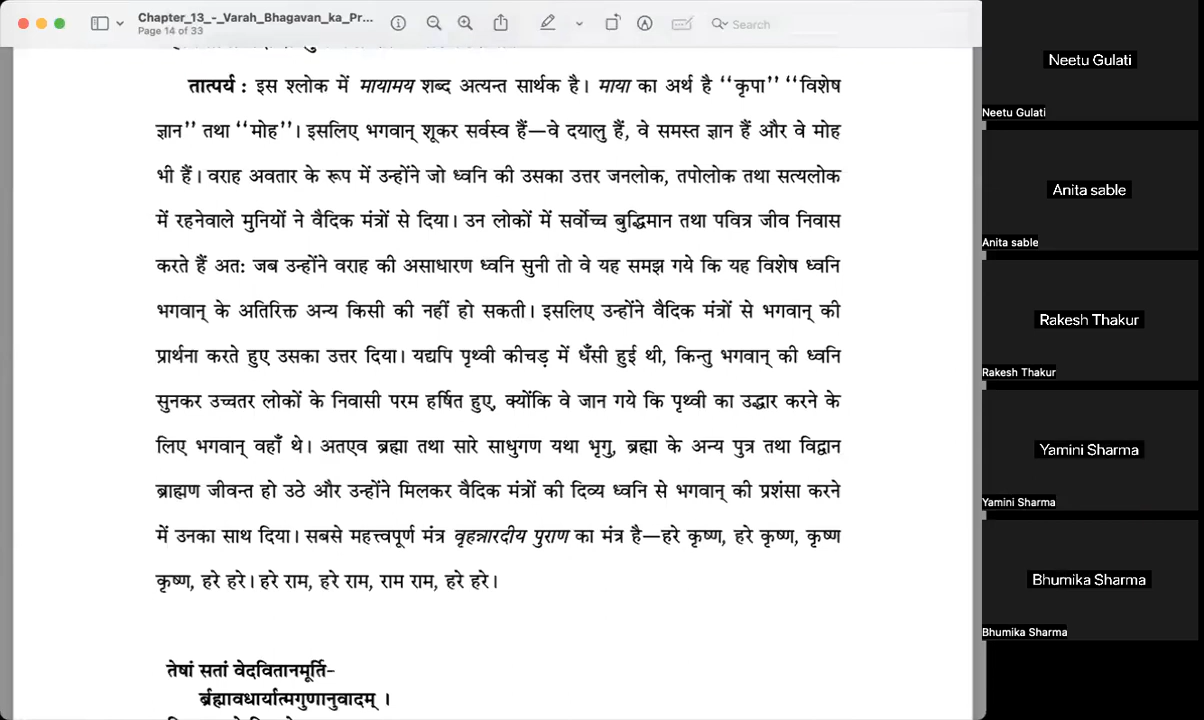 Chapter_13_-_Varah_Bhagavan_ka_Pr...
Page 14 of 33
Search
तात्पर्य : इस श्लोक में मायामय शब्द अत्यन्त सार्थक है। माया का अर्थ है ‘‘कृपा’’ ‘‘विशेष
ज्ञान’’ तथा ‘‘मोह’’। इसलिए भगवान् शूकर सर्वस्व हैं—वे दयालु हैं, वे समस्त ज्ञान हैं और वे मोह
भी हैं। वराह अवतार के रूप में उन्होंने जो ध्वनि की उसका उत्तर जनलोक, तपोलोक तथा सत्यलोक
में रहनेवाले मुनियों ने वैदिक मंत्रों से दिया। उन लोकों में सर्वोच्च बुद्धिमान तथा पवित्र जीव निवास
करते हैं अत: जब उन्होंने वराह की असाधारण ध्वनि सुनी तो वे यह समझ गये कि यह विशेष ध्वनि
भगवान् के अतिरिक्त अन्य किसी की नहीं हो सकती। इसलिए उन्होंने वैदिक मंत्रों से भगवान् की
प्रार्थना करते हुए उसका उत्तर दिया। यद्यपि पृथ्वी कीचड़ में धँसी हुई थी, किन्तु भगवान् की ध्वनि
सुनकर उच्चतर लोकों के निवासी परम हर्षित हुए, क्योंकि वे जान गये कि पृथ्वी का उद्धार करने के
लिए भगवान् वहाँ थे। अतएव ब्रह्मा तथा सारे साधुगण यथा भृगु, ब्रह्मा के अन्य पुत्र तथा विद्वान
ब्राह्मण जीवन्त हो उठे और उन्होंने मिलकर वैदिक मंत्रों की दिव्य ध्वनि से भगवान् की प्रशंसा करने
में उनका साथ दिया। सबसे महत्त्वपूर्ण मंत्र वृहन्नारदीय पुराण का मंत्र है—हरे कृष्ण, हरे कृष्ण, कृष्ण
कृष्ण, हरे हरे। हरे राम, हरे राम, राम राम, हरे हरे।
तेषां सतां वेदवितानमूर्ति-
र्ब्रह्मावधार्यात्मगुणानुवादम् ।
Neetu Gulati
Neetu Gulati
Anita sable
Anita sable
Rakesh Thakur
Rakesh Thakur
Yamini Sharma
Yamini Sharma
Bhumika Sharma
Bhumika Sharma